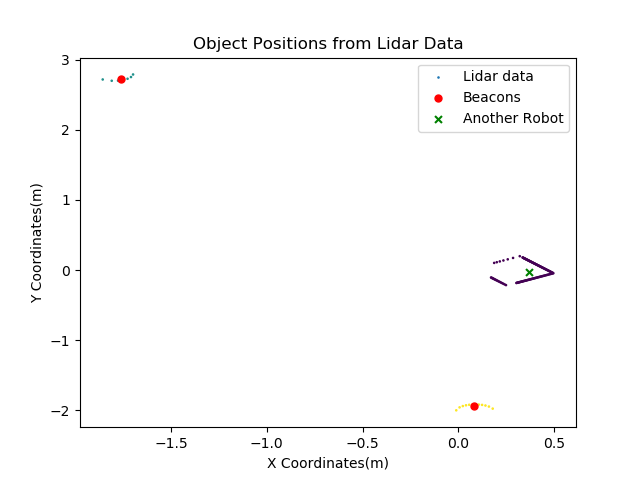 Object Positions from Lidar Data
3
2
1
0
−1
−2
Y Coordinates(m)
Lidar data
Beacons
Another Robot
−1.5
−1.0
−0.5
0.0
0.5
X Coordinates(m)